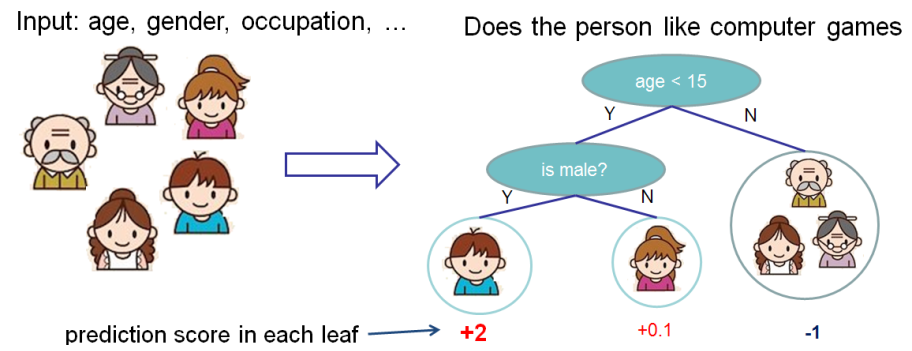 Input: age, gender, occupation, …
Does the person like computer games
age < 15
Y
N
is male?
Y
N
prediction score in each leaf
+2
+0.1
-1